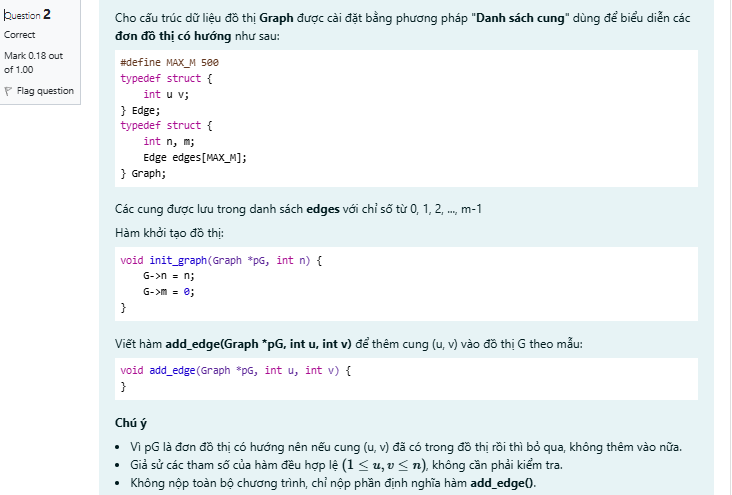 Question 2
Correct
Mark 0.18 out
of 1.00
Flag question
Cho cấu trúc dữ liệu đồ thị Graph được cài đặt bằng phương pháp "Danh sách cung" dùng để biểu diễn các
đơn đồ thị có hướng như sau:
#define MAX_M 500
typedef struct {
    int u v;
} Edge;
typedef struct {
    int n, m;
    Edge edges[MAX_M];
} Graph;
Các cung được lưu trong danh sách edges với chỉ số từ 0, 1, 2, ..., m-1
Hàm khởi tạo đồ thị:
void init_graph(Graph *pG, int n) {
    G->n = n;
    G->m = 0;
}
Viết hàm add_edge(Graph *pG, int u, int v) để thêm cung (u, v) vào đồ thị G theo mẫu:
void add_edge(Graph *pG, int u, int v) {
}
Chú ý
• Vì pG là đơn đồ thị có hướng nên nếu cung (u, v) đã có trong đồ thị rồi thì bỏ qua, không thêm vào nữa.
• Giả sử các tham số của hàm đều hợp lệ (1 ≤ u, v ≤ n), không cần phải kiểm tra.
• Không nộp toàn bộ chương trình, chỉ nộp phần định nghĩa hàm add_edge().